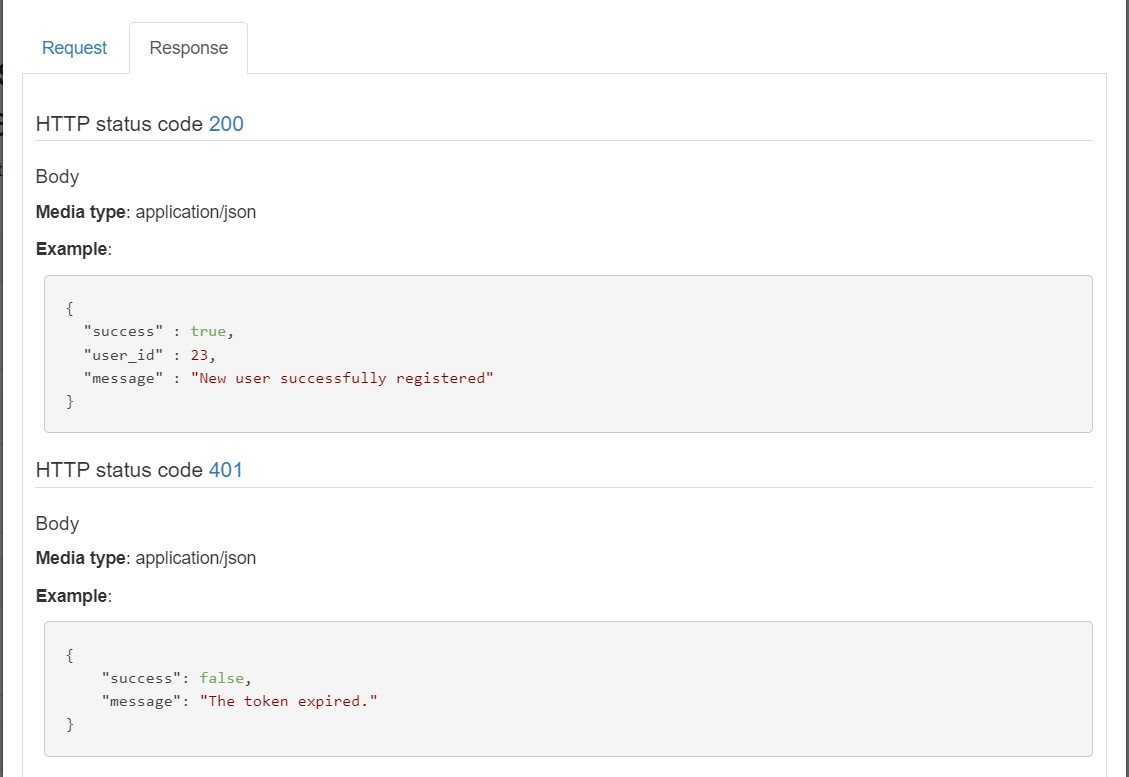 Request Response
HTTP status code 200
Body
Media type: application/json
Example:
{
"success" : true,
"user_id" : 23,
"message" : "New user successfully registered"
}
HTTP status code 401
Body
Media type: application/json
Example:
{
"success": false,
"message": "The token expired."
}